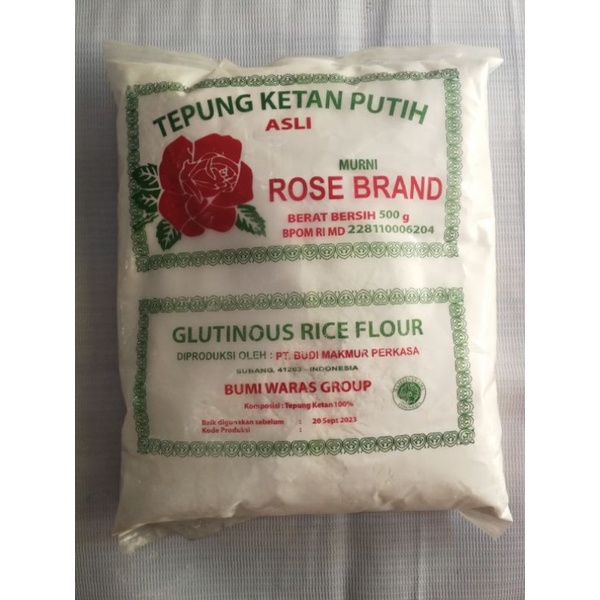 TEPUNG KETAN PUTIH
ASLI
MURNI
ROSE BRAND
BERAT BERSIH 500 g
BPOM RI MD 228110006204
GLUTINOUS RICE FLOUR
DIPRODUKSI OLEH : PT. BUDI MAKMUR PERKASA
SUBANG, 41262 - INDONESIA
BUMI WARAS GROUP
Komposisi : Tepung Ketan 100%
Baik digunakan sebelum : 20 Sept 2023
Kode Produksi :